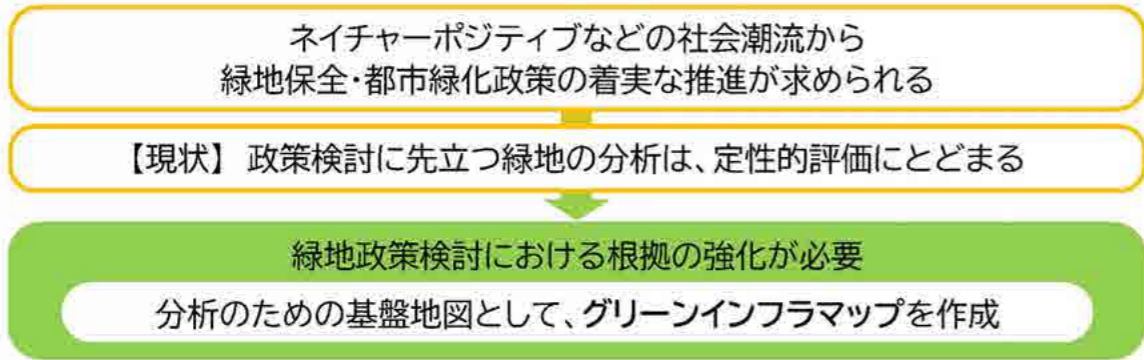 ネイチャーポジティブなどの社会潮流から
緑地保全・都市緑化政策の着実な推進が求められる
【現状】 政策検討に先立つ緑地の分析は、定性的評価にとどまる
緑地政策検討における根拠の強化が必要
分析のための基盤地図として、グリーンインフラマップを作成